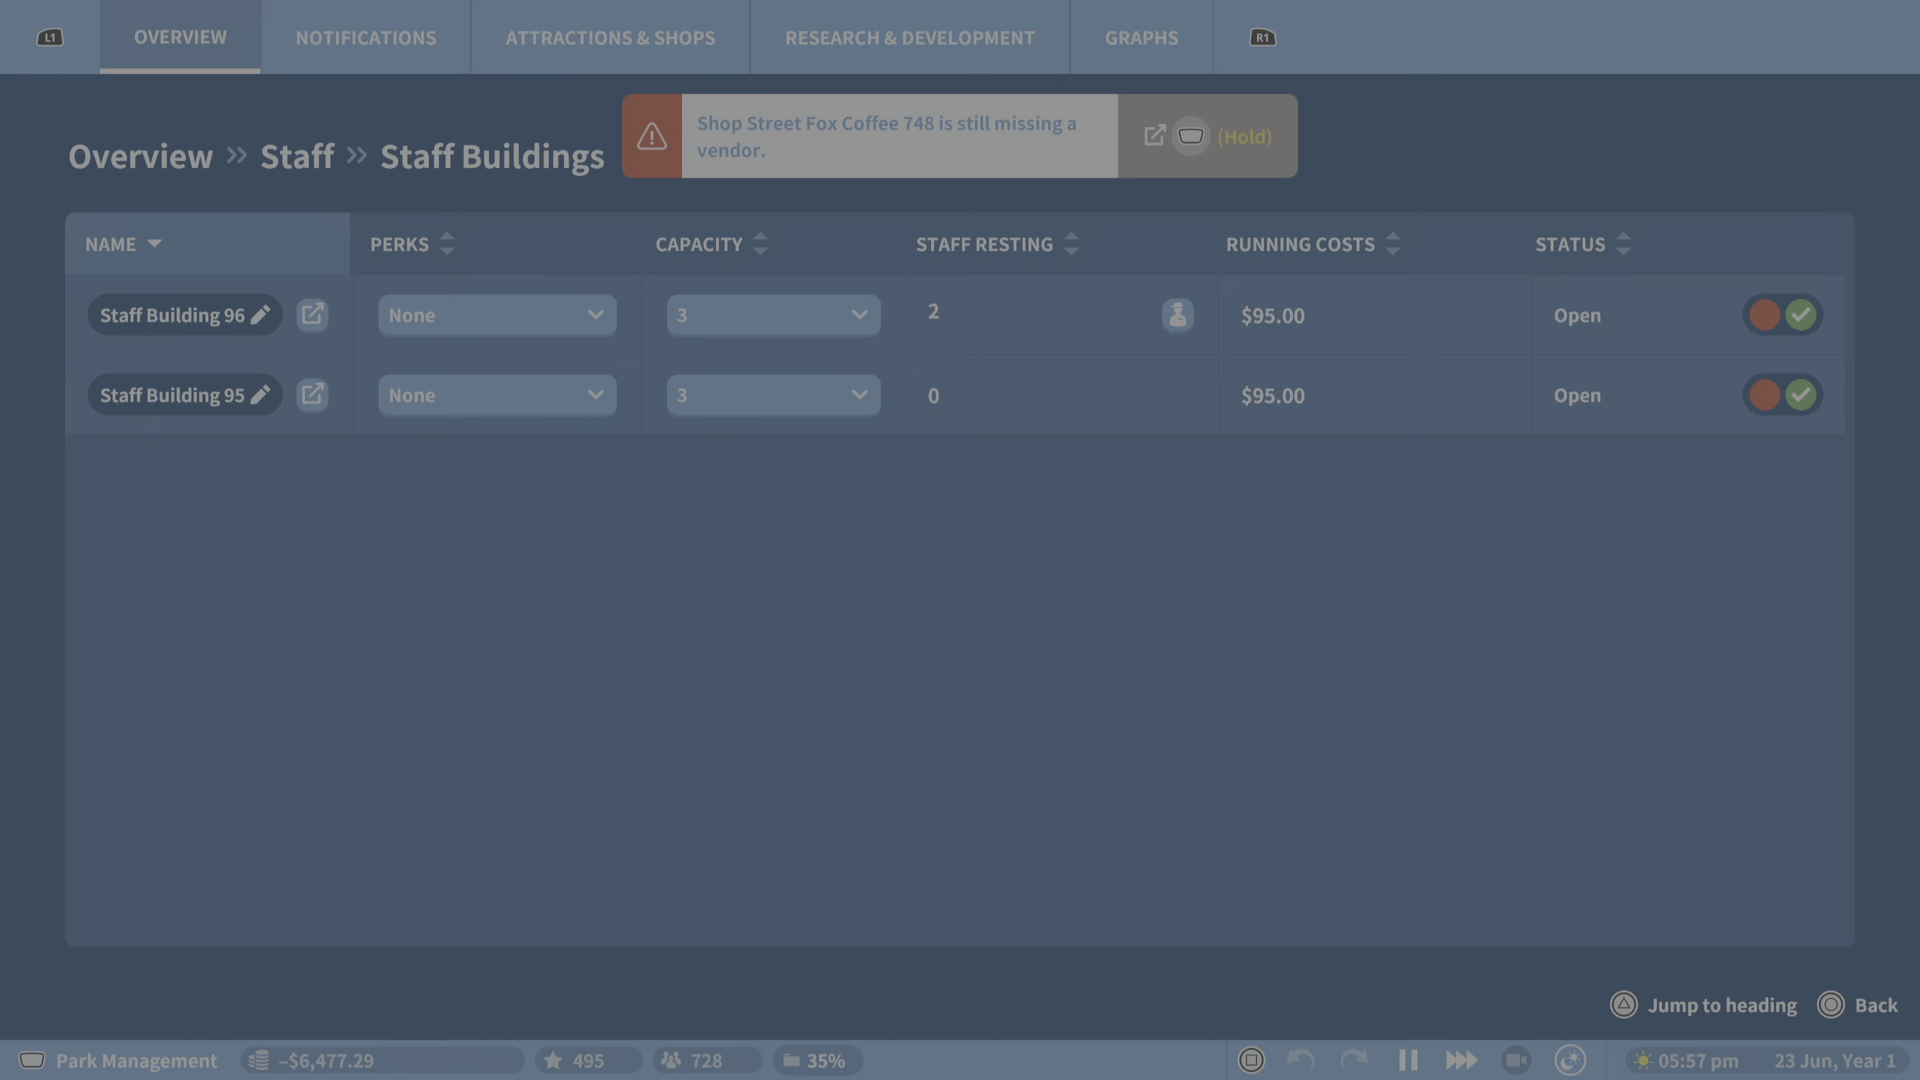 L1
OVERVIEW
NOTIFICATIONS
ATTRACTIONS & SHOPS
RESEARCH & DEVELOPMENT
GRAPHS
R1
Overview » Staff » Staff Buildings
Shop Street Fox Coffee 748 is still missing a
vendor.
(Hold)
NAME PERKS CAPACITY STAFF RESTING RUNNING COSTS STATUS
Staff Building 96 None 3 2 $95.00 Open
Staff Building 95 None 3 0 $95.00 Open
Jump to heading Back
Park Management -$6,477.29 495 728 35% 05:57 pm 23 Jun, Year 1